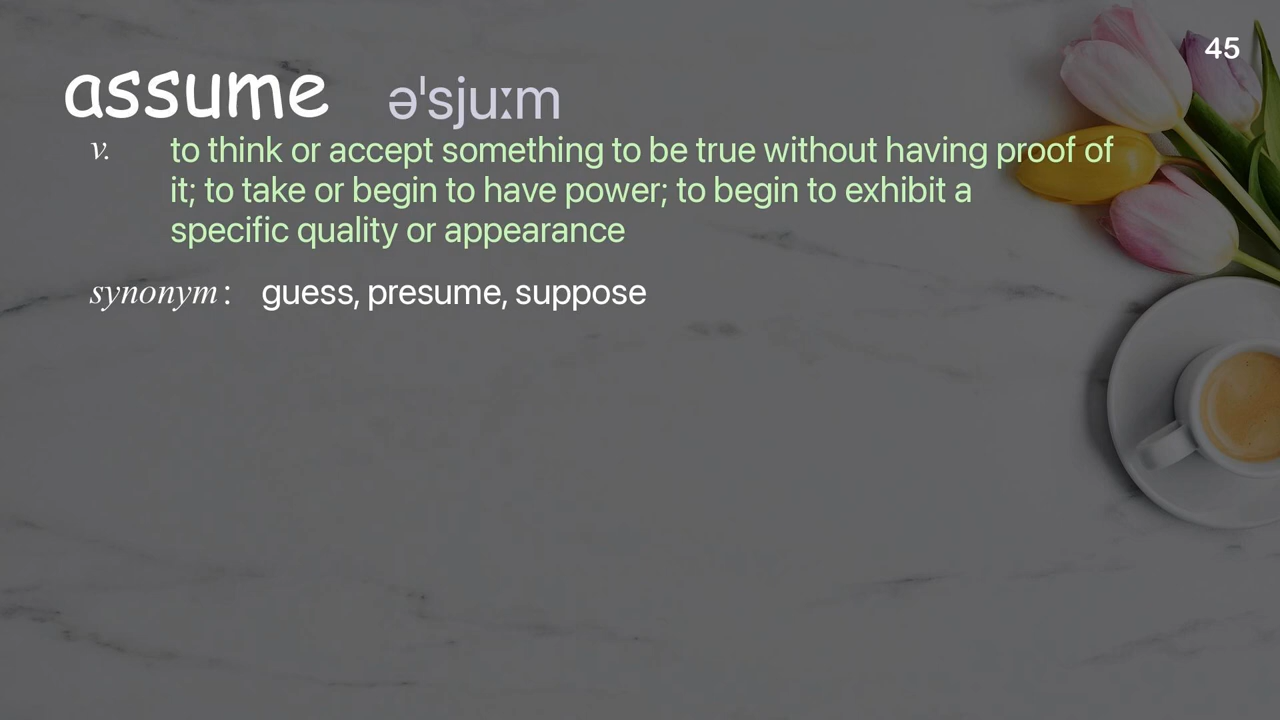 45
assume əˈsjuːm
v. to think or accept something to be true without having proof of
it; to take or begin to have power; to begin to exhibit a
specific quality or appearance
synonym: guess, presume, suppose